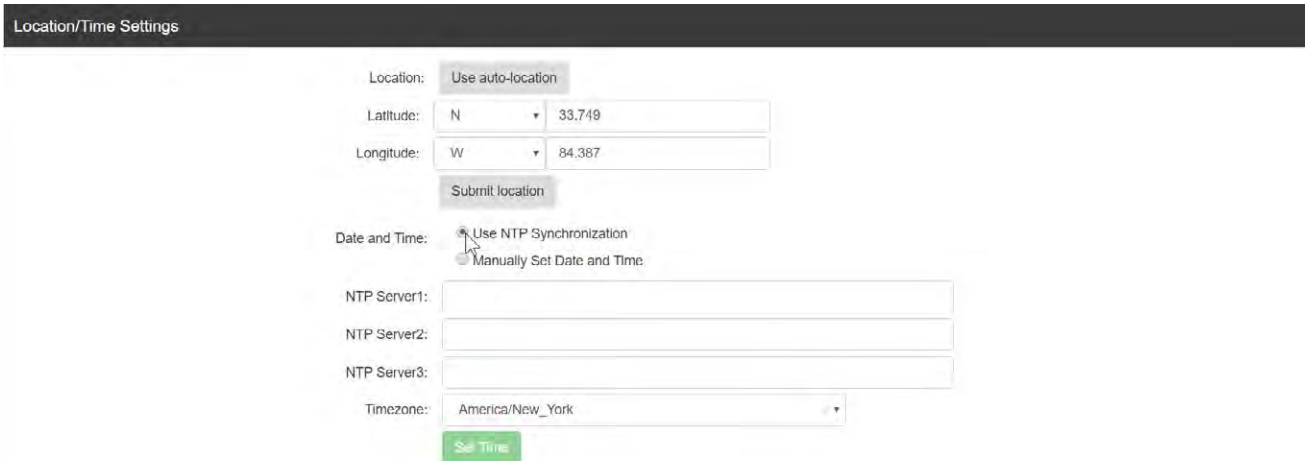 Location/Time Settings
Location: Use auto-location
Latitude: N 33.749
Longitude: W 84.387
Submit location
Date and Time: Use NTP Synchronization
Manually Set Date and Time
NTP Server1:
NTP Server2:
NTP Server3:
Timezone: America/New_York
Set Time